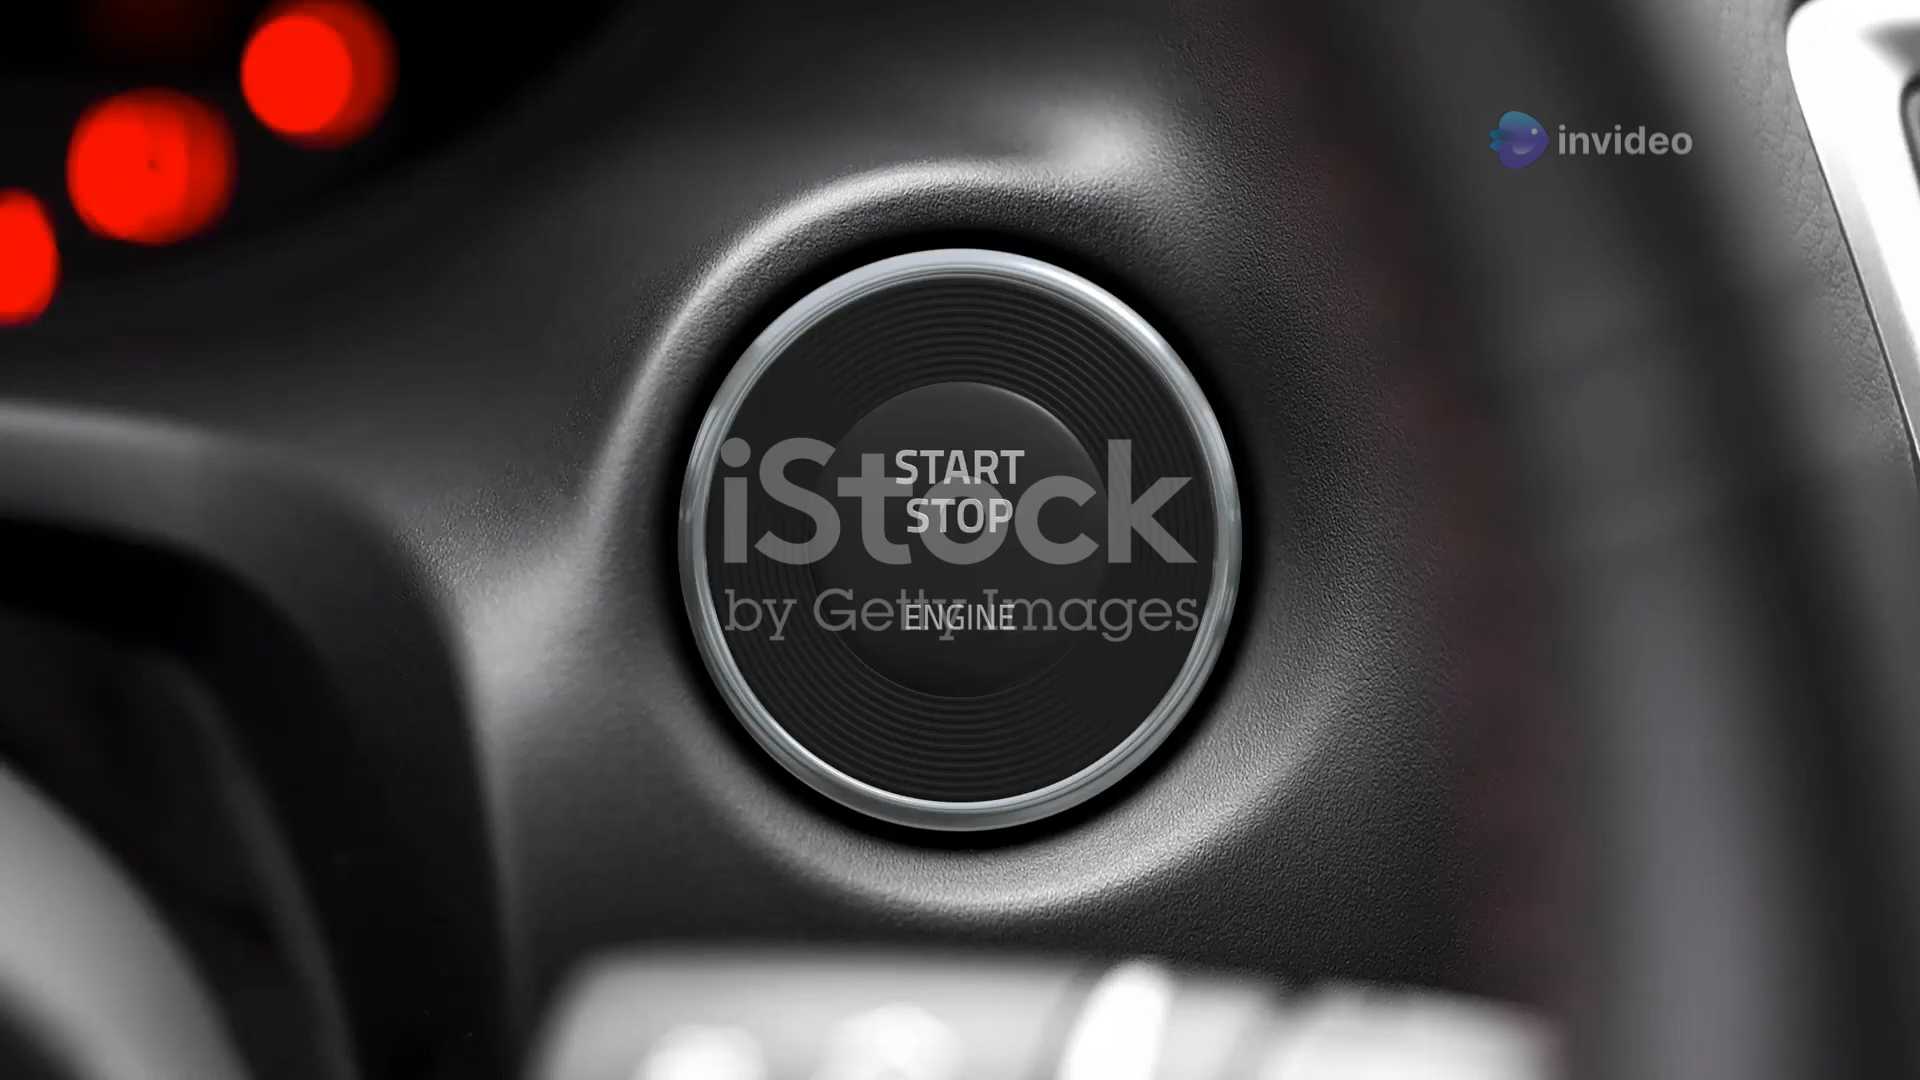 invideo
START
STOP
iStock
by Getty Images
ENGINE